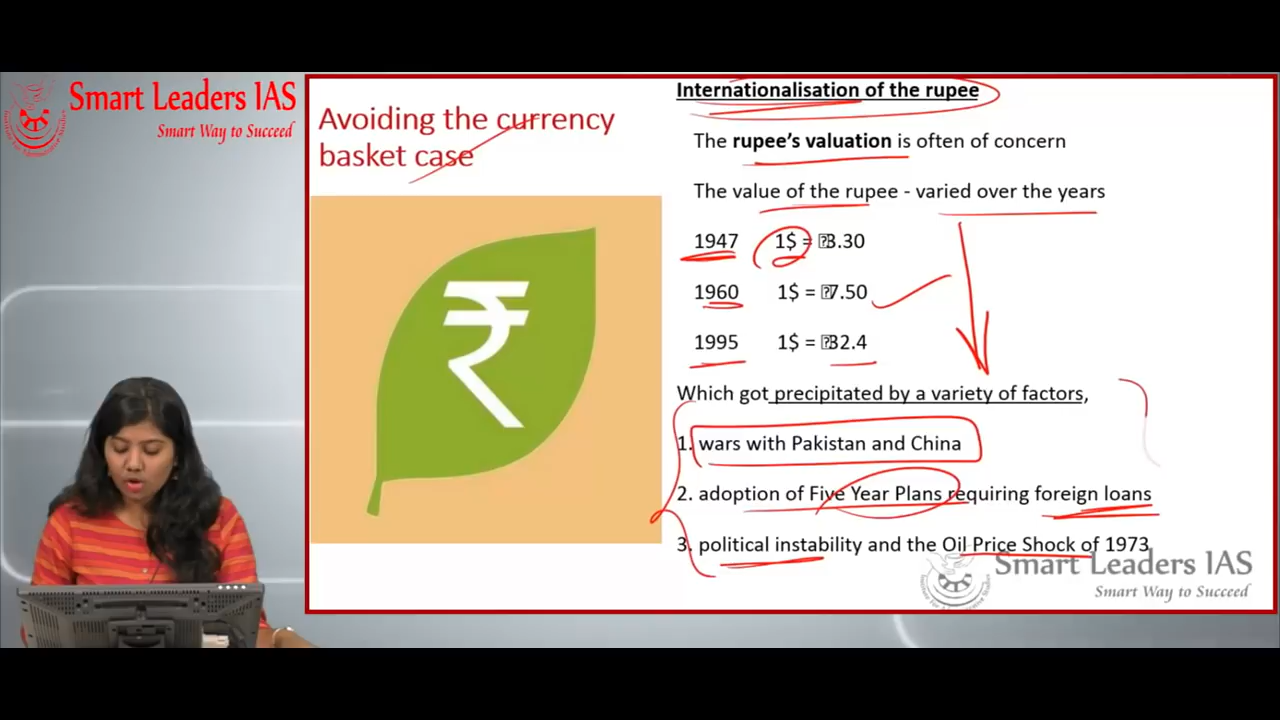 Smart Leaders IAS
Smart Way to Succeed
Avoiding the currency
basket case
₹
Internationalisation of the rupee
The rupee's valuation is often of concern
The value of the rupee - varied over the years
1947 1$ = 3.30
1960 1$ = 7.50
1995 1$ = 32.4
Which got precipitated by a variety of factors,
1. wars with Pakistan and China
2. adoption of Five Year Plans requiring foreign loans
3. political instability and the Oil Price Shock of 1973
Smart Leaders IAS
Smart Way to Succeed